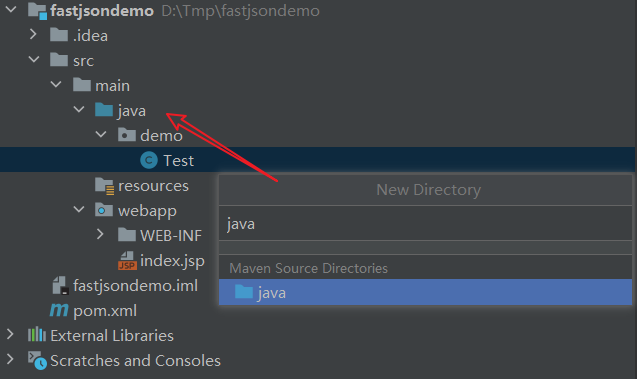 fastjsondemo D:\Tmp\fastjsondemo
.idea
src
main
java
demo
Test
resources
webapp
WEB-INF
index.jsp
fastjsondemo.iml
pom.xml
External Libraries
Scratches and Consoles
New Directory
java
Maven Source Directories
java